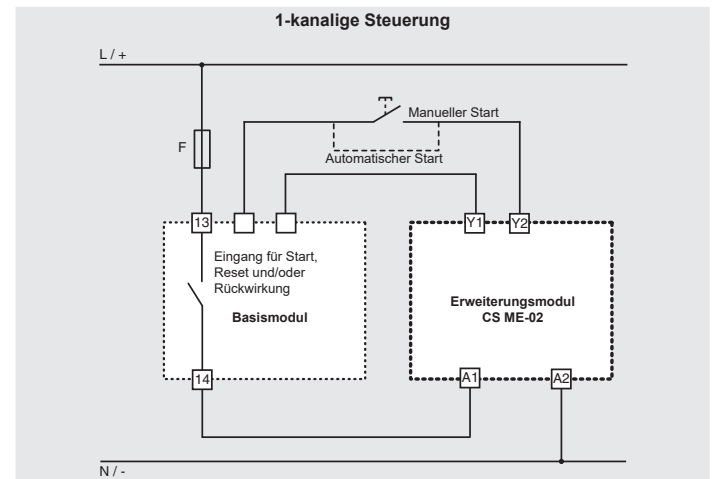 1-kanalige Steuerung
L / +
Manueller Start
F
Automatischer Start
13
Y1
Y2
Eingang für Start,
Reset und/oder
Rückwirkung
Basismodul
Erweiterungsmodul
CS ME-02
14
A1
A2
N / -